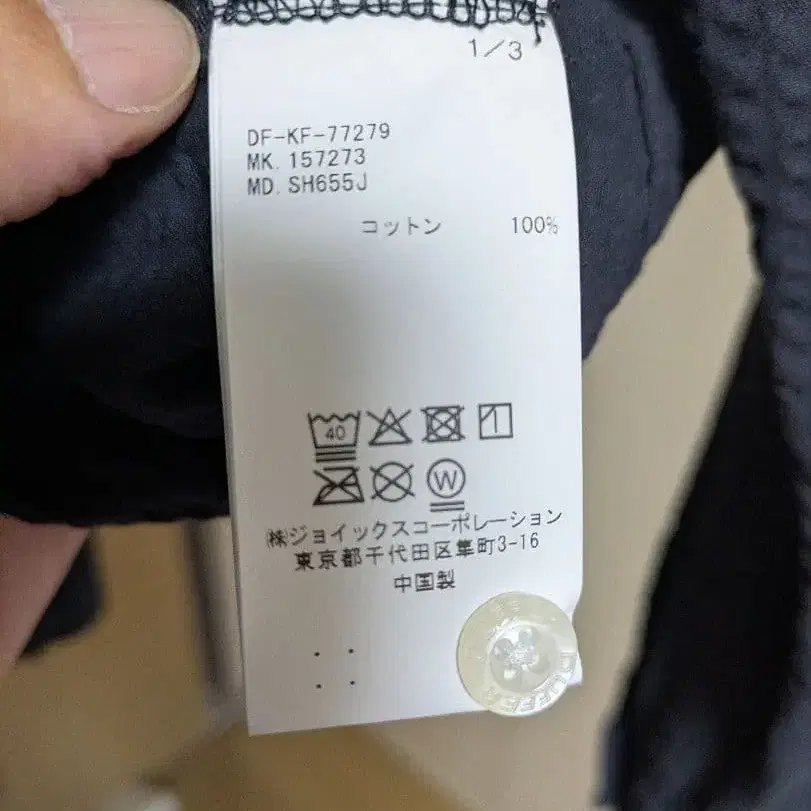 1/3
DF-KF-77279
MK. 157273
MD. SH655J
コットン 100%
40
W
㈱ジョイックスコーポレーション
東京都千代田区隼町3-16
中国製
DUFFER